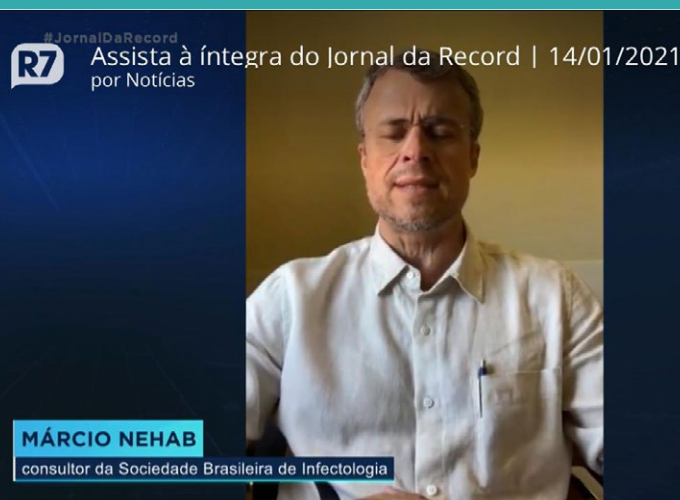 #JornalDaRecord
R7
Assista à íntegra do Jornal da Record | 14/01/2021
por Notícias
MÁRCIO NEHAB
consultor da Sociedade Brasileira de Infectologia